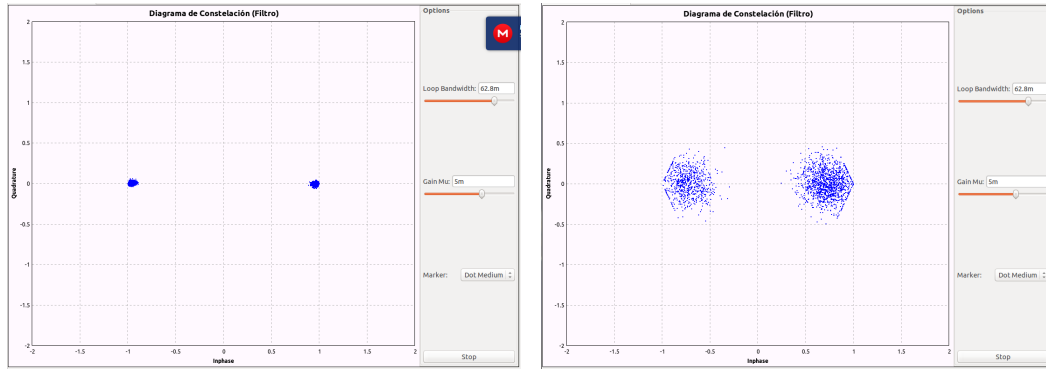 Diagrama de Constelación (Filtro)
Options
M
2
1.5
1
0.5
0
-0.5
-1
-1.5
-2
Quadrature
-2
-1.5
-1
-0.5
0
0.5
1
1.5
2
Inphase
Loop Bandwidth: 62.8m
Gain Mu: 5m
Marker: Dot Medium
Stop
Diagrama de Constelación (Filtro)
Options
2
1.5
1
0.5
0
-0.5
-1
-1.5
-2
Quadrature
-2
-1.5
-1
-0.5
0
0.5
1
1.5
2
Inphase
Loop Bandwidth: 62.8m
Gain Mu: 5m
Marker: Dot Medium
Stop